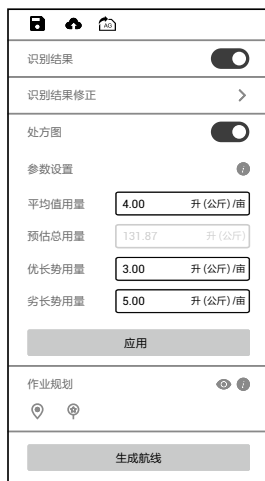 AG
识别结果
识别结果修正
处方图
参数设置
平均值用量 4.00 升(公斤)/亩
预估总用量 131.87 升(公斤)
优长势用量 3.00 升(公斤)/亩
劣长势用量 5.00 升(公斤)/亩
应用
作业规划
生成航线